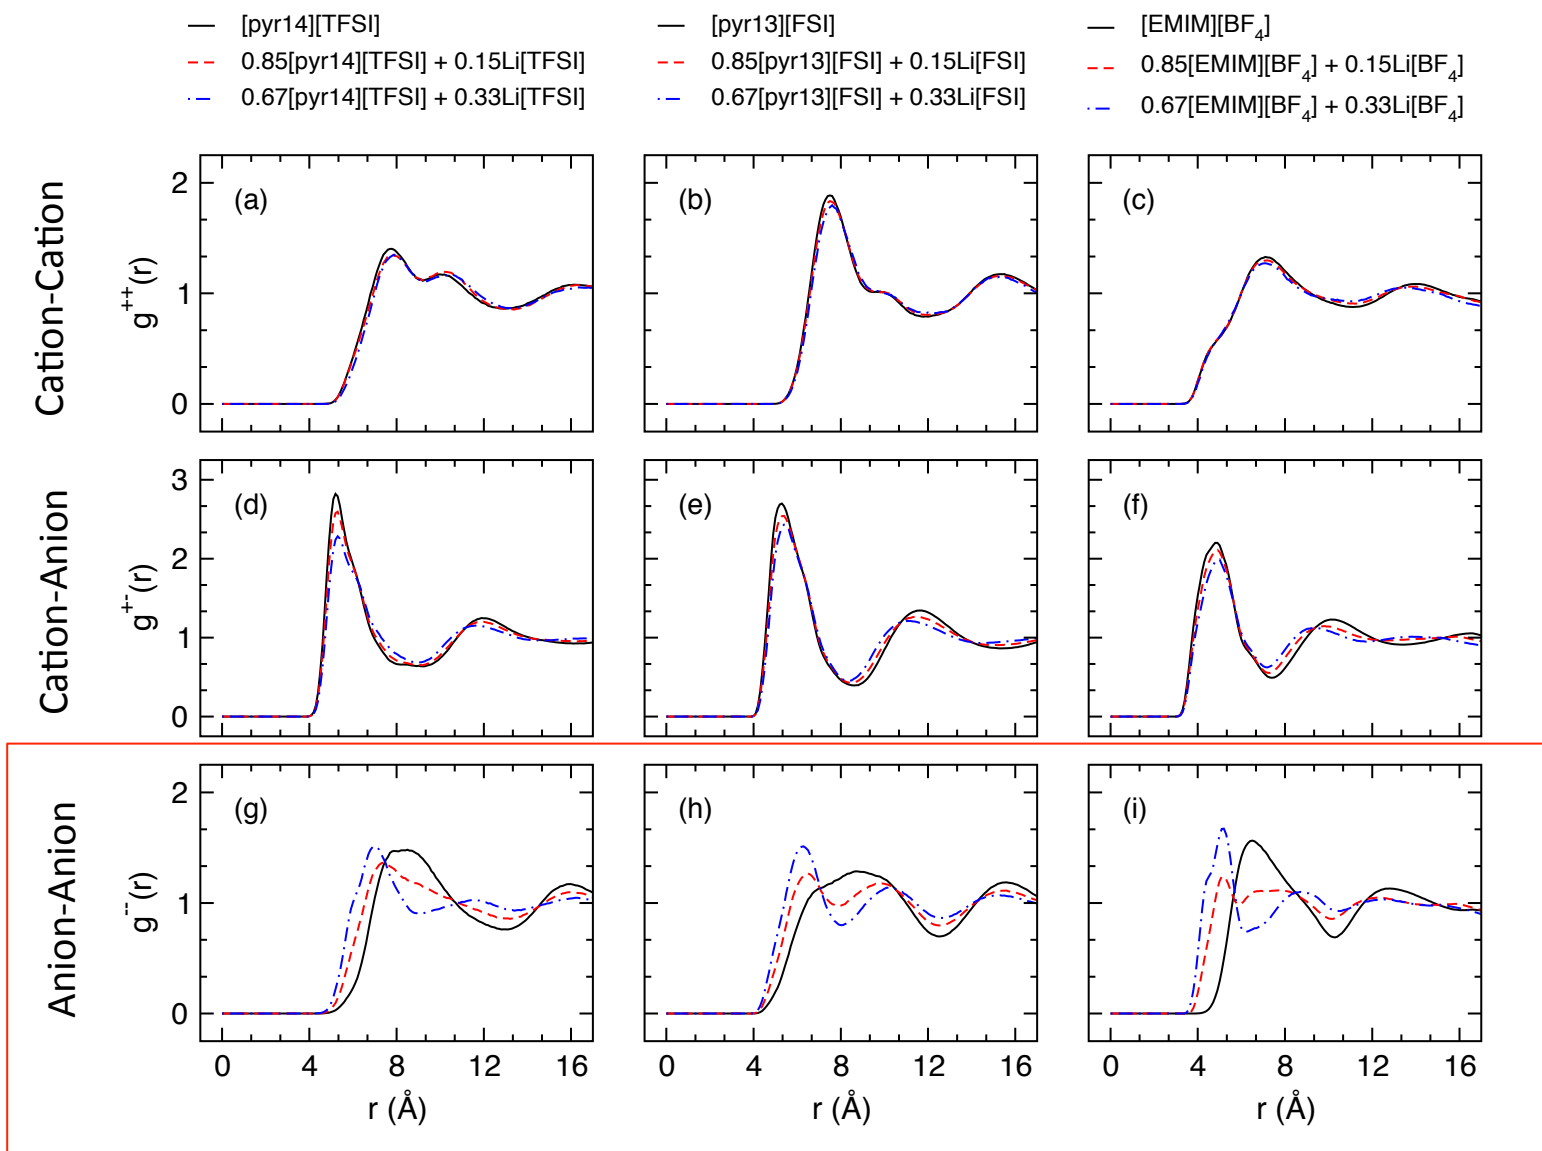 [pyr14][TFSI]
0.85[pyr14][TFSI] + 0.15Li[TFSI]
0.67[pyr14][TFSI] + 0.33Li[TFSI]
[pyr13][FSI]
0.85[pyr13][FSI] + 0.15Li[FSI]
0.67[pyr13][FSI] + 0.33Li[FSI]
[EMIM][BF₄]
0.85[EMIM][BF₄] + 0.15Li[BF₄]
0.67[EMIM][BF₄] + 0.33Li[BF₄]
Cation-Cation
g⁺⁺(r)
2
1
0
(a)
(b)
(c)
Cation-Anion
g⁺⁻(r)
3
2
1
0
(d)
(e)
(f)
Anion-Anion
g⁻⁻(r)
2
1
0
(g)
(h)
(i)
0 4 8 12 16
0 4 8 12 16
0 4 8 12 16
r (Å)
r (Å)
r (Å)